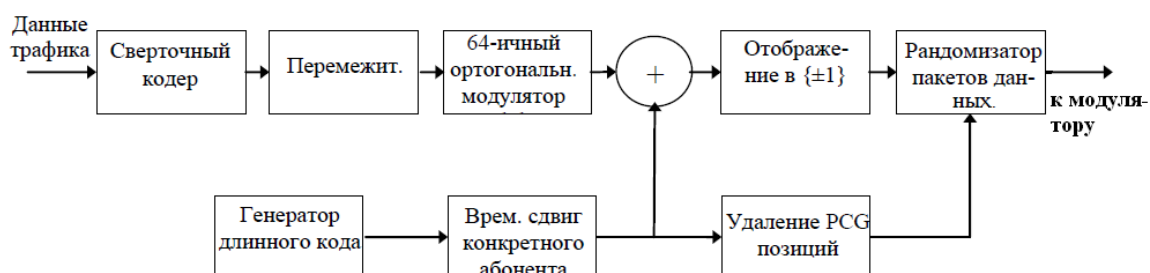 Данные
трафика
Сверточный
кодер
Перемежит.
64-ичный
ортогональн.
модулятор
+
Отображе-
ние в {±1}
Рандомизатор
пакетов дан-
ных.
к модуля-
тору
Генератор
длинного кода
Врем. сдвиг
конкретного
абонента
Удаление PCG
позиций